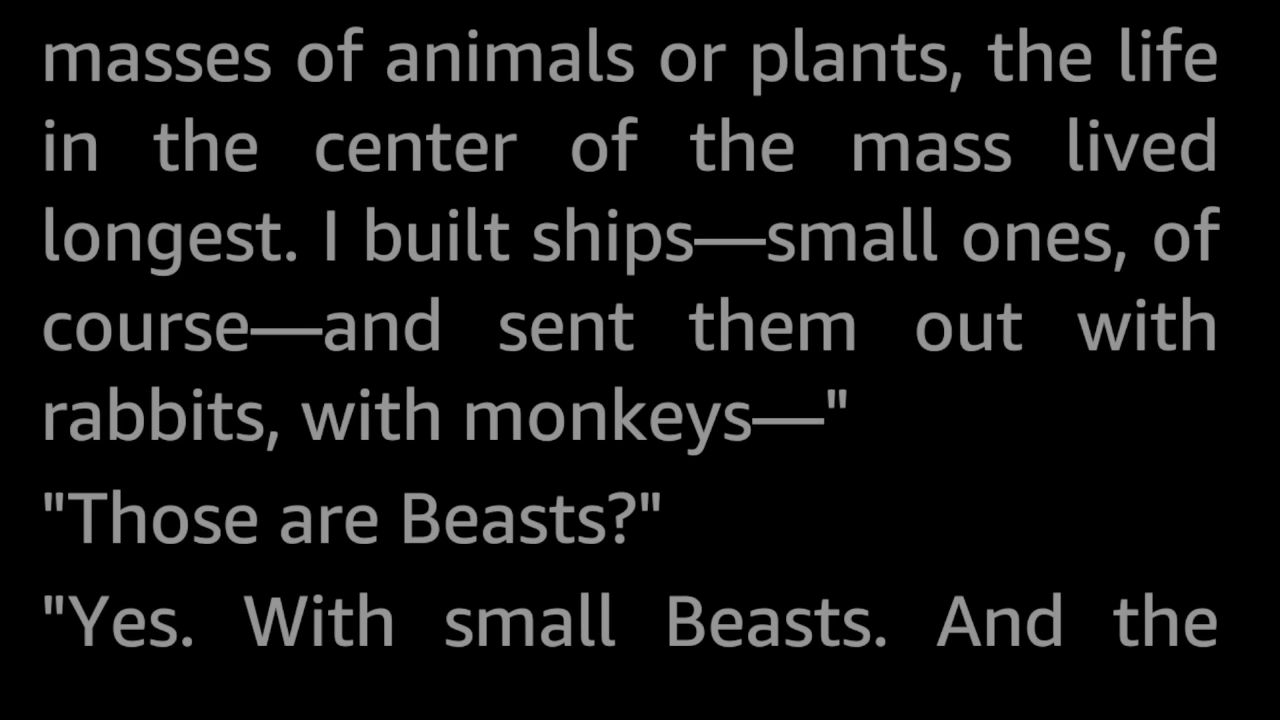 masses of animals or plants, the life
in the center of the mass lived
longest. I built ships—small ones, of
course—and sent them out with
rabbits, with monkeys—"
"Those are Beasts?"
"Yes. With small Beasts. And the